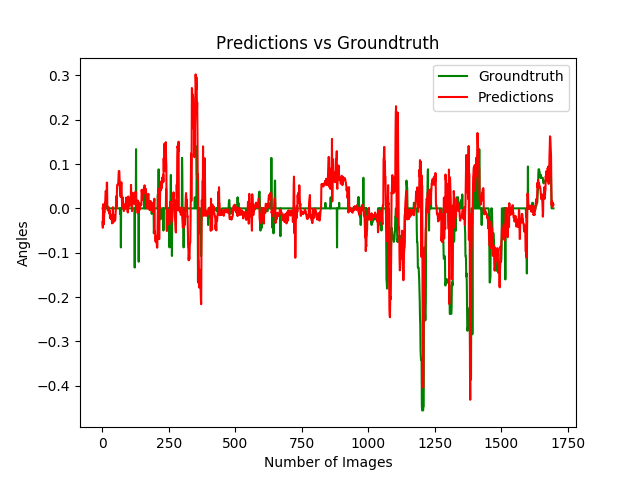 Predictions vs Groundtruth
Groundtruth
Predictions
0.3
0.2
0.1
0.0
−0.1
−0.2
−0.3
−0.4
Angles
0 250 500 750 1000 1250 1500 1750
Number of Images